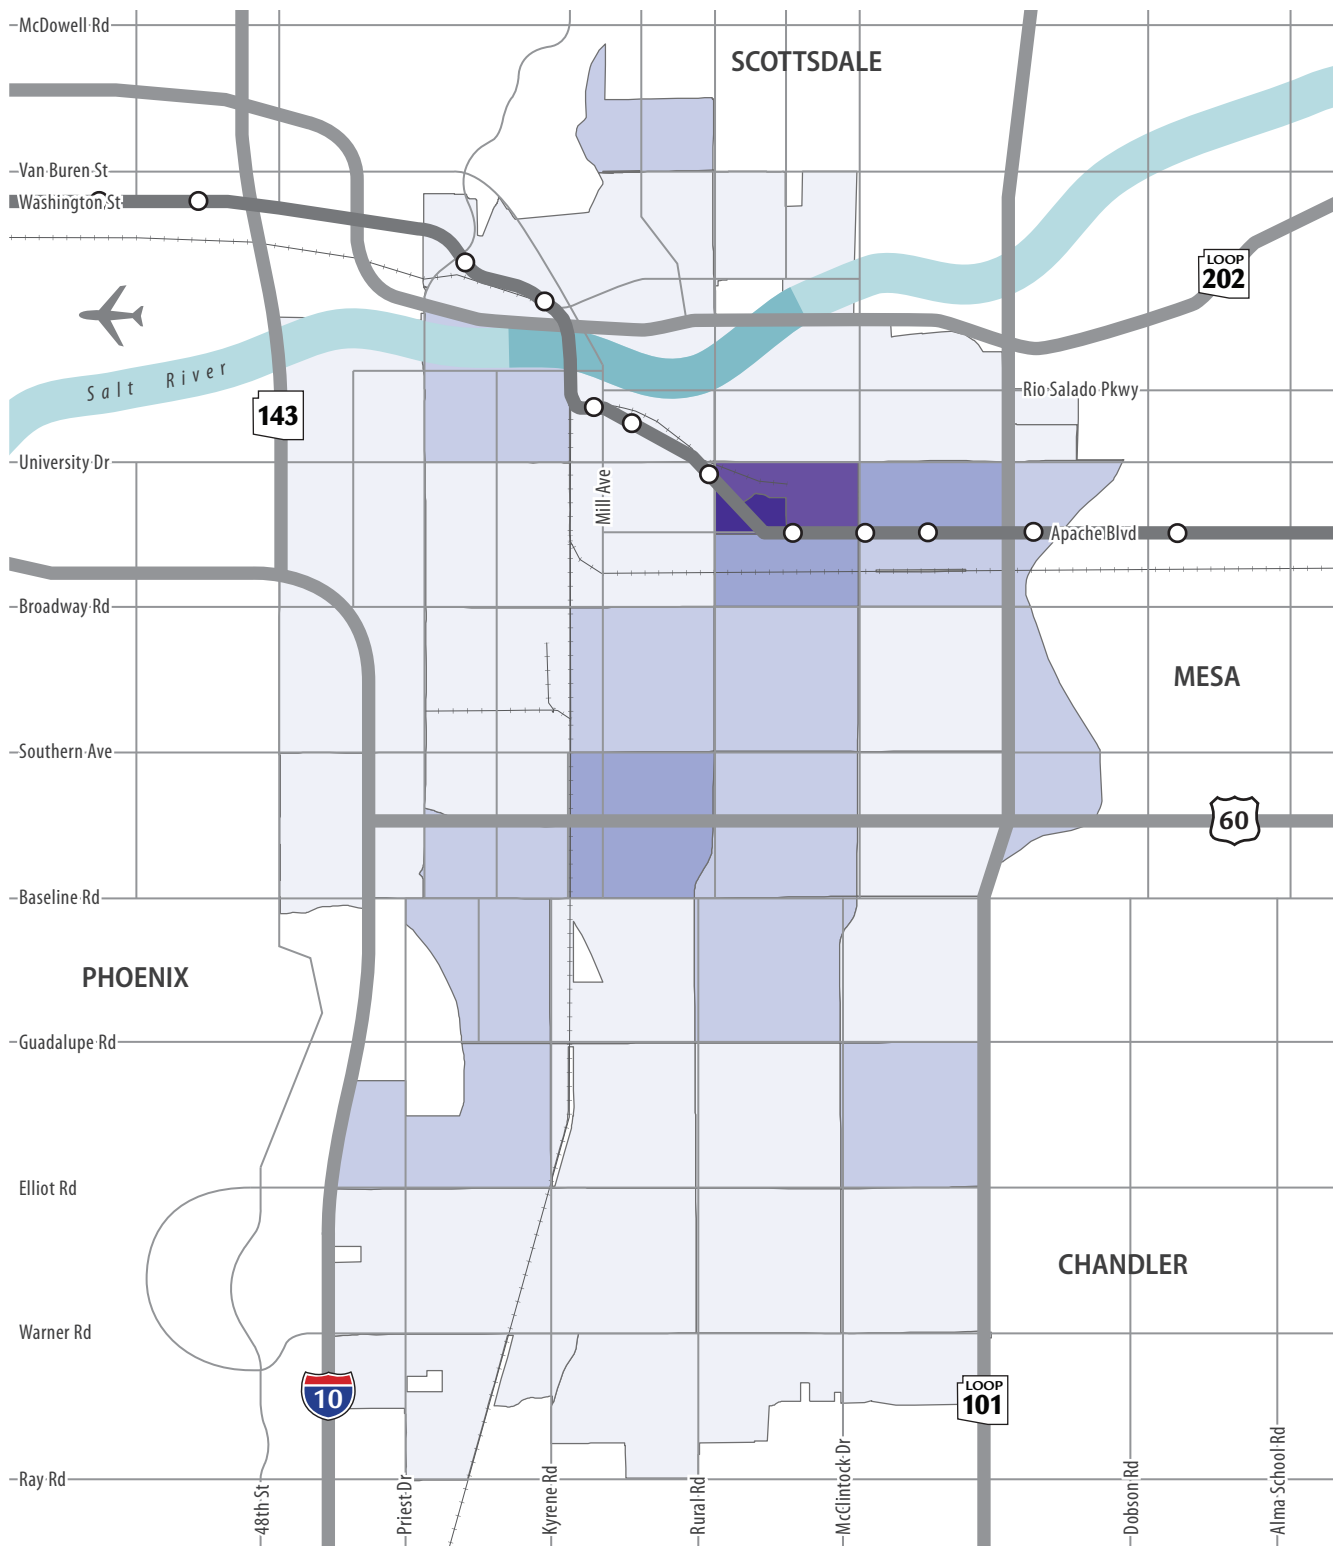 McDowell Rd
SCOTTSDALE
Van Buren St
Washington St
LOOP
202
Salt River
Rio Salado Pkwy
143
University Dr
Mill Ave
Apache Blvd
Broadway Rd
MESA
Southern Ave
60
Baseline Rd
PHOENIX
Guadalupe Rd
Elliot Rd
CHANDLER
Warner Rd
10
LOOP
101
Ray Rd
48th St
Priest Dr
Kyrene Rd
Rural Rd
McClintock Dr
Dobson Rd
Alma School Rd